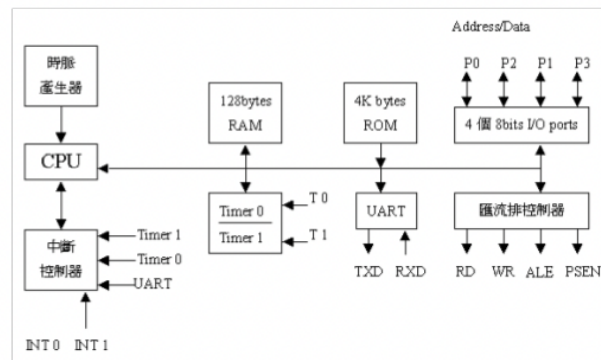 Address/Data
P0 P2 P1 P3
時脈
產生器
128bytes
RAM
4K bytes
ROM
4 個 8bits I/O ports
CPU
Timer 0
Timer 1
T 0
T 1
UART
匯流排控制器
中斷
控制器
Timer 1
Timer 0
UART
TXD RXD
RD WR ALE PSEN
INT 0 INT 1